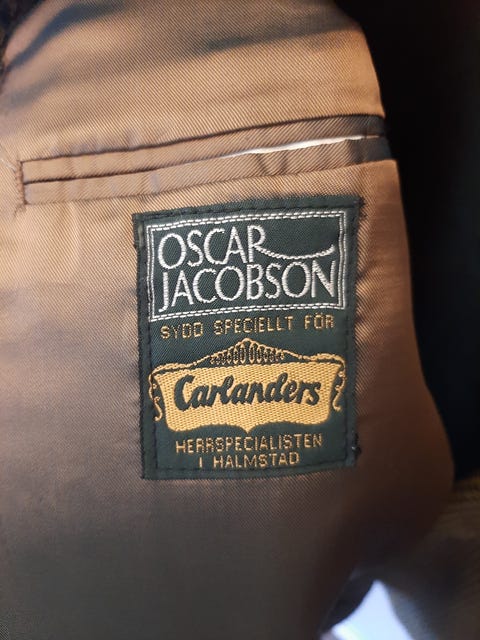 OSCAR
JACOBSON
SYDD SPECIELLT FÖR
Carlanders
HERRSPECIALISTEN
I HALMSTAD